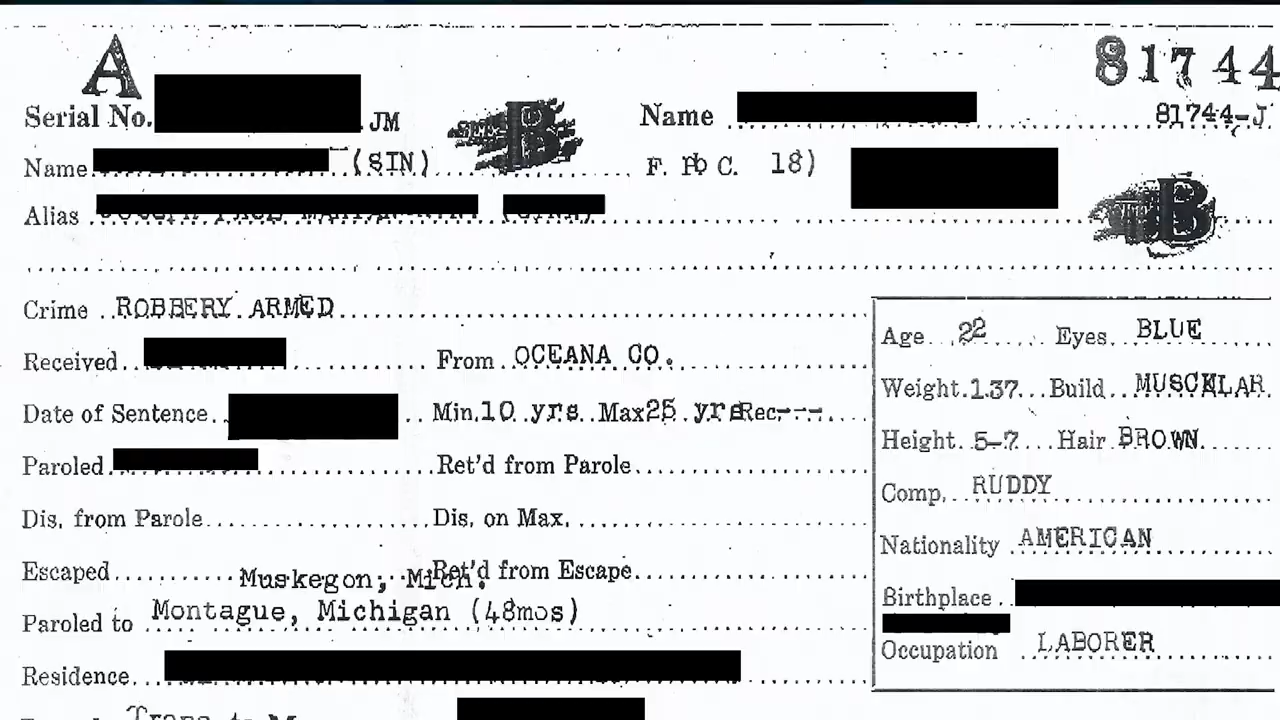 A 81744
Serial No. JM B Name 81744-J
Name (SIN) F. P. C. 18)
Alias B
Crime ROBBERY ARMED
Received From OCEANA CO.
Age 22 Eyes BLUE
Date of Sentence Min. 10 yrs Max 25 yrs Rec. ---
Weight 137 Build MUSCULAR
Paroled Ret'd from Parole
Height 5-7 Hair BROWN
Dis. from Parole Dis. on Max.
Comp. RUDDY
Escaped Ret'd from Escape
Nationality AMERICAN
Muskegon, Mich.
Paroled to Montague, Michigan (48mos)
Birthplace
Residence
Occupation LABORER